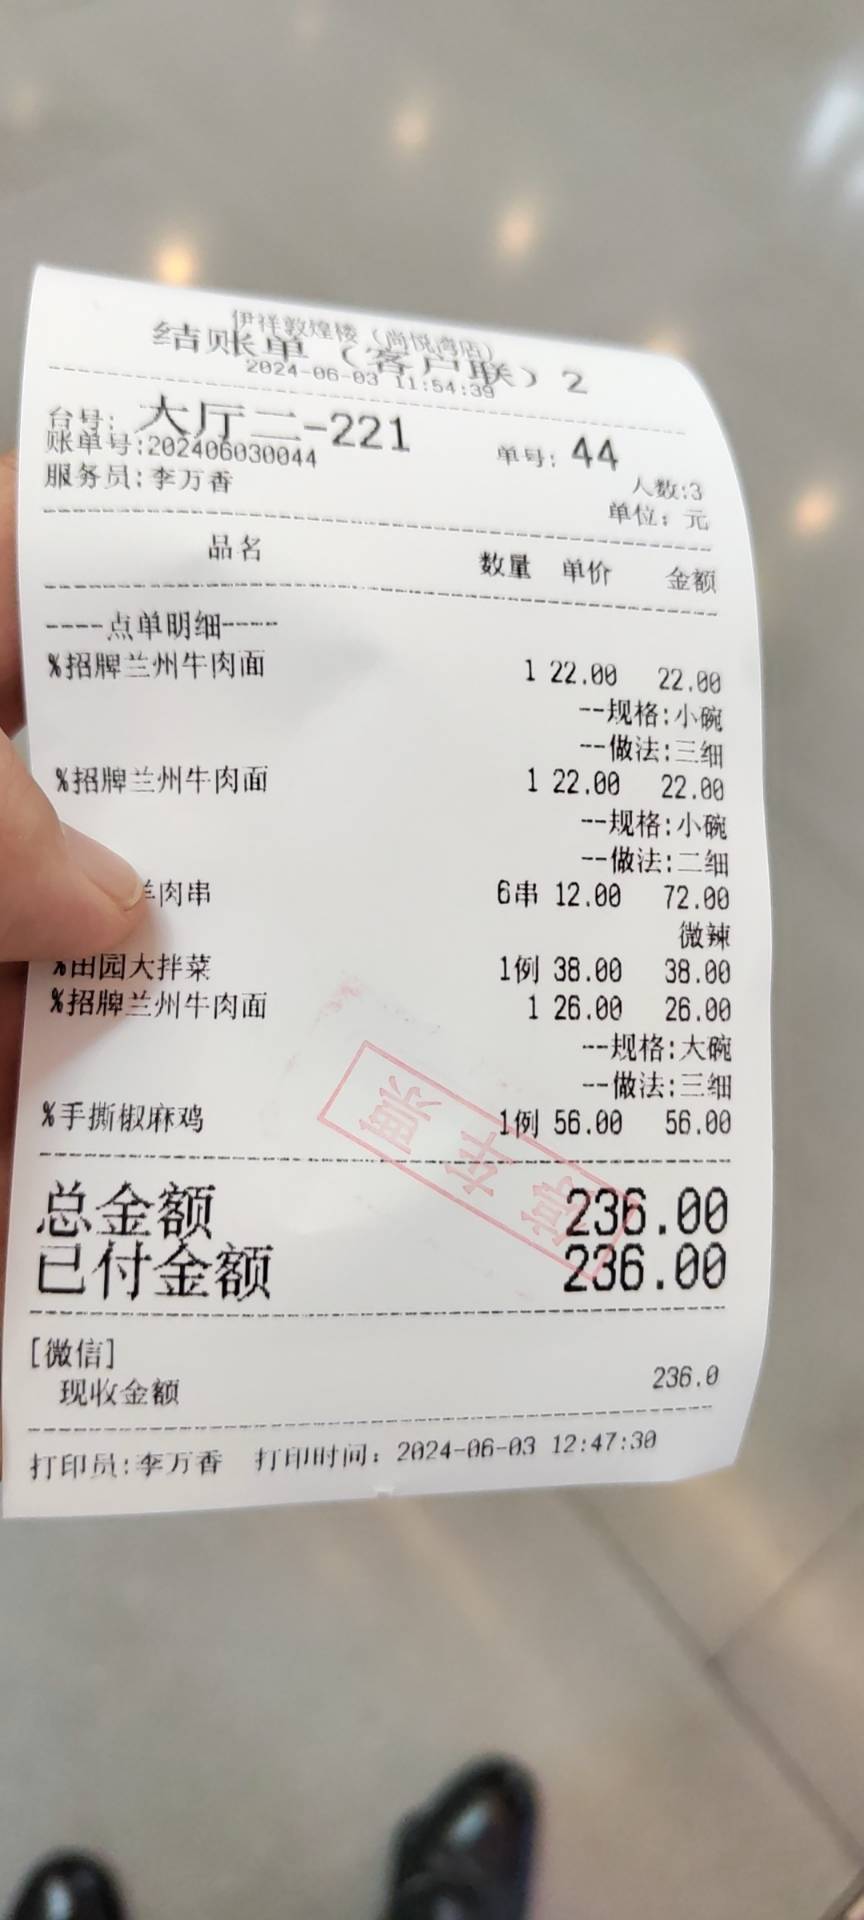 伊祥敦煌楼（尚悦湾店）
结账单（客户联）2
2024-06-03 11:54:39
台号: 大厅二-221 单号: 44
账单号:202406030044
服务员:李万香 人数:3
单位: 元
品名 数量 单价 金额
----点单明细----
%招牌兰州牛肉面 1 22.00 22.00
--规格:小碗
--做法:三细
%招牌兰州牛肉面 1 22.00 22.00
--规格:小碗
--做法:二细
羊肉串 6串 12.00 72.00
微辣
%田园大拌菜 1例 38.00 38.00
%招牌兰州牛肉面 1 26.00 26.00
--规格:大碗
--做法:三细
%手撕椒麻鸡 1例 56.00 56.00
停车票
总金额 236.00
已付金额 236.00
[微信]
现收金额 236.0
打印员:李万香 打印时间: 2024-06-03 12:47:30